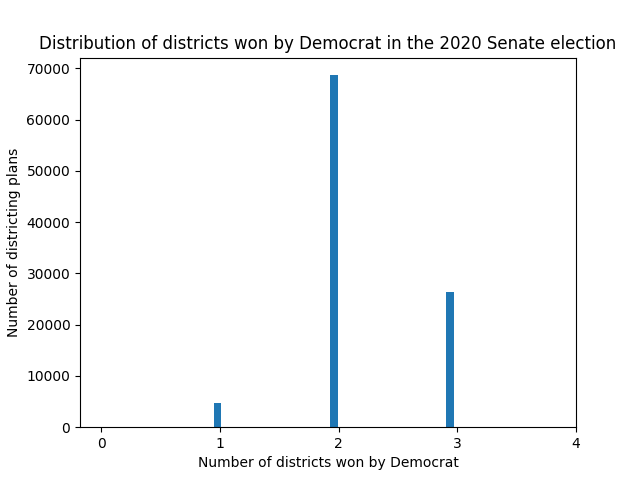 Distribution of districts won by Democrat in the 2020 Senate election
Number of districting plans
70000
60000
50000
40000
30000
20000
10000
0
0 1 2 3 4
Number of districts won by Democrat